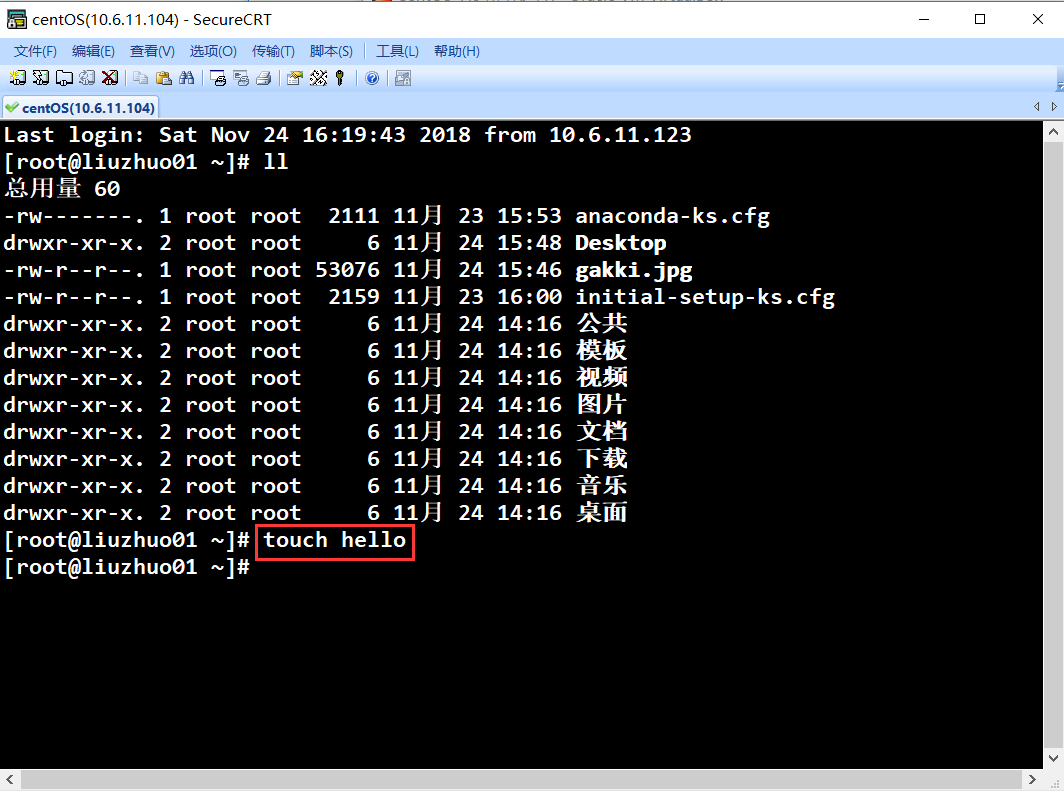 centOS(10.6.11.104) - SecureCRT
文件(F) 编辑(E) 查看(V) 选项(O) 传输(T) 脚本(S) 工具(L) 帮助(H)
centOS(10.6.11.104)
Last login: Sat Nov 24 16:19:43 2018 from 10.6.11.123
[root@liuzhuo01 ~]# ll
总用量 60
-rw-------. 1 root root  2111 11月 23 15:53 anaconda-ks.cfg
drwxr-xr-x. 2 root root     6 11月 24 15:48 Desktop
-rw-r--r--. 1 root root 53076 11月 24 15:46 gakki.jpg
-rw-r--r--. 1 root root  2159 11月 23 16:00 initial-setup-ks.cfg
drwxr-xr-x. 2 root root     6 11月 24 14:16 公共
drwxr-xr-x. 2 root root     6 11月 24 14:16 模板
drwxr-xr-x. 2 root root     6 11月 24 14:16 视频
drwxr-xr-x. 2 root root     6 11月 24 14:16 图片
drwxr-xr-x. 2 root root     6 11月 24 14:16 文档
drwxr-xr-x. 2 root root     6 11月 24 14:16 下载
drwxr-xr-x. 2 root root     6 11月 24 14:16 音乐
drwxr-xr-x. 2 root root     6 11月 24 14:16 桌面
[root@liuzhuo01 ~]# touch hello
[root@liuzhuo01 ~]#